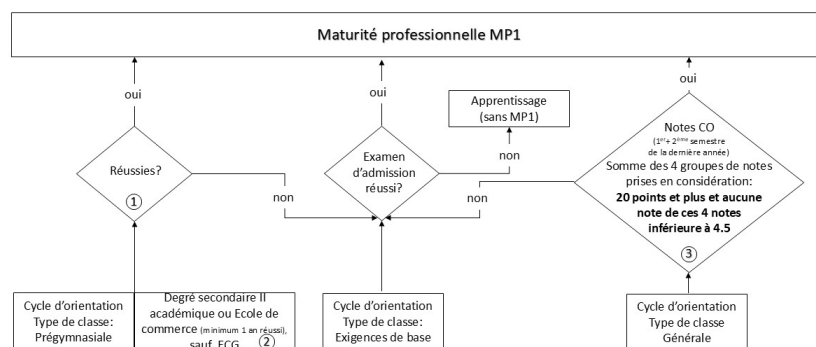 Maturité professionnelle MP1
oui
oui
oui
Apprentissage
(sans MP1)
Réussies?
①
Examen
d'admission
réussi?
Notes CO
(1er + 2ème semestre
de la dernière année)
Somme des 4 groupes de notes
prises en considération:
20 points et plus et aucune
note de ces 4 notes
inférieure à 4.5
③
non
non
non
Cycle d'orientation
Type de classe:
Prégymnasiale
Degré secondaire II
académique ou Ecole de
commerce (minimum 1 an réussi),
sauf ECG ②
Cycle d'orientation
Type de classe:
Exigences de base
Cycle d'orientation
Type de classe
Générale